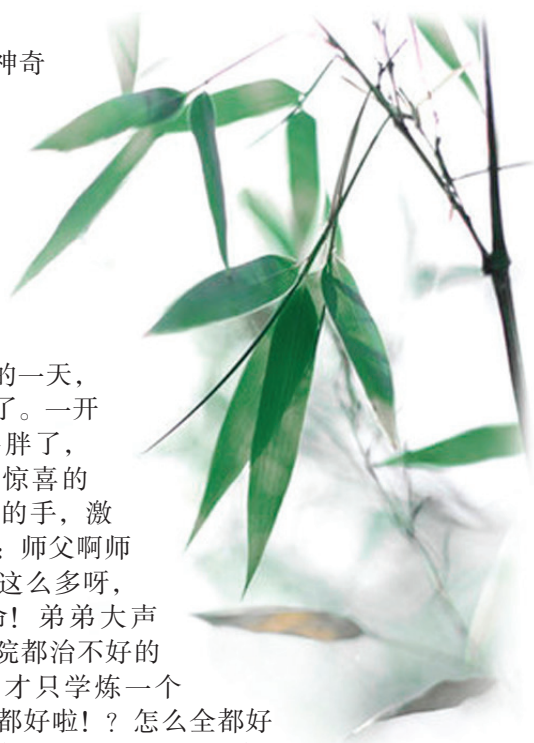 神奇
的一天，
了。一开
胖了，
惊喜的
的手，激
：师父啊师
这么多呀，
命！弟弟大声
院都治不好的
才只学炼一个
都好啦！？怎么全都好